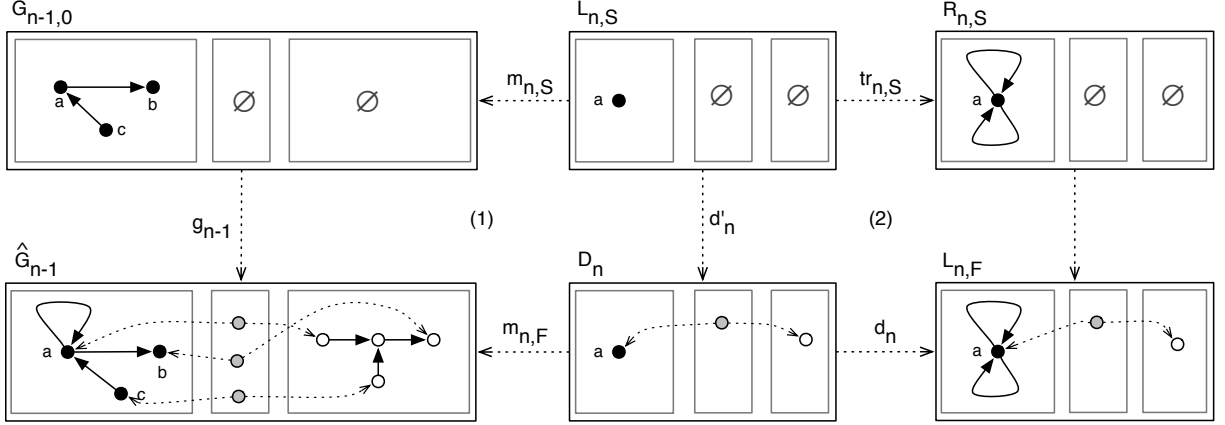 G_{n-1,0} L_{n,S} R_{n,S}
a b c ∅ ∅ m_{n,S} a ∅ ∅ tr_{n,S} a ∅ ∅
g_{n-1} (1) d'_n (2)
Ĝ_{n-1} D_n L_{n,F}
a b c m_{n,F} a d_n a